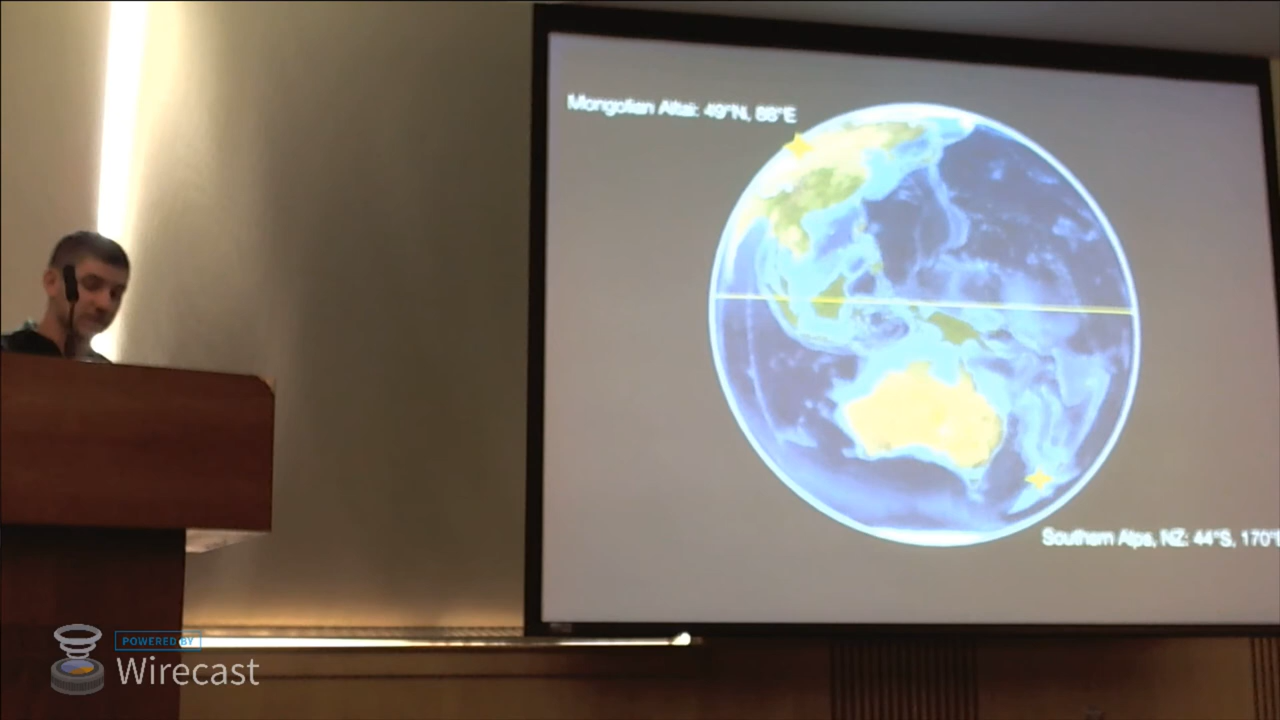 Mongolian Altai: 49°N, 88°E
Southern Alps, NZ: 44°S, 170°
POWERED BY
Wirecast